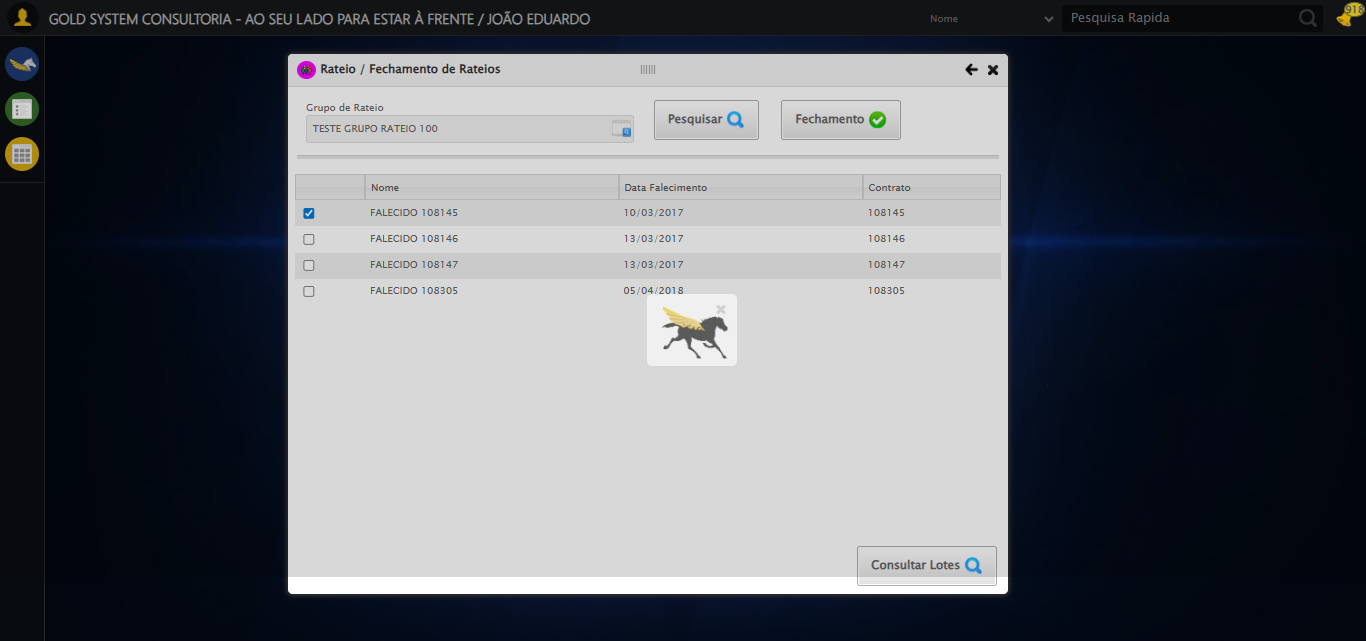 GOLD SYSTEM CONSULTORIA - AO SEU LADO PARA ESTAR À FRENTE / JOÃO EDUARDO
Nome
Pesquisa Rapida
918
Rateio / Fechamento de Rateios
Grupo de Rateio
TESTE GRUPO RATEIO 100
Pesquisar
Fechamento
Nome Data Falecimento Contrato
FALECIDO 108145 10/03/2017 108145
FALECIDO 108146 13/03/2017 108146
FALECIDO 108147 13/03/2017 108147
FALECIDO 108305 05/04/2018 108305
Consultar Lotes